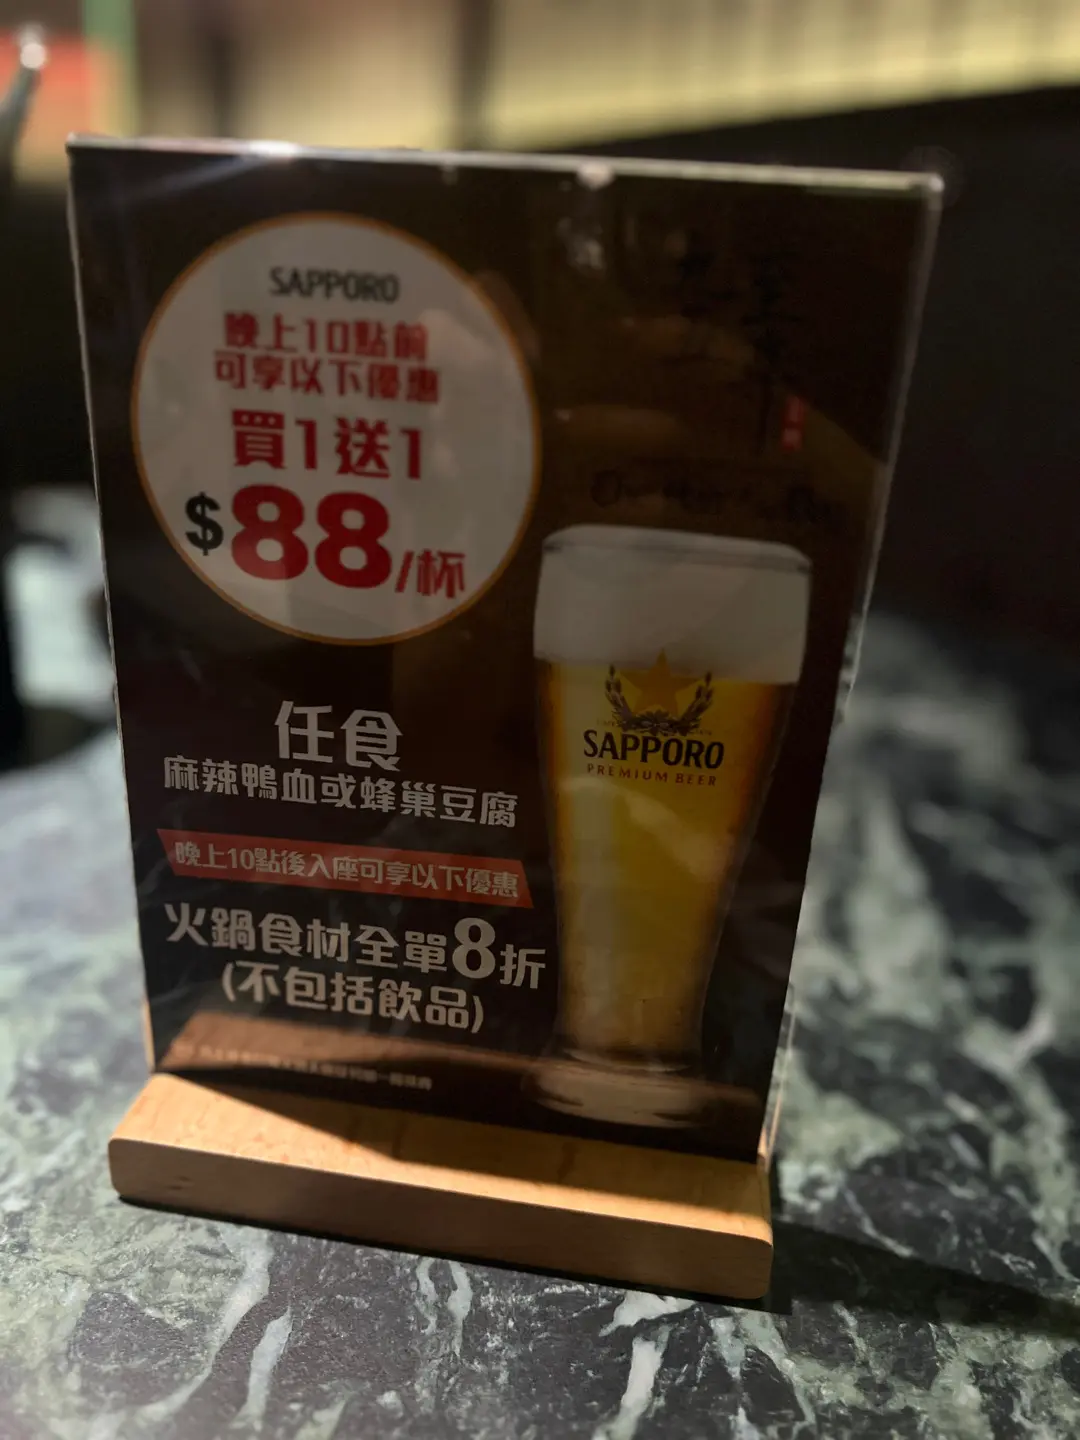 SAPPORO
晚上10點前
可享以下優惠
買1送1
$88/杯
SAPPORO
PREMIUM BEER
任食
麻辣鴨血或蜂巢豆腐
晚上10點後入座可享以下優惠
火鍋食材全單8折
(不包括飲品)